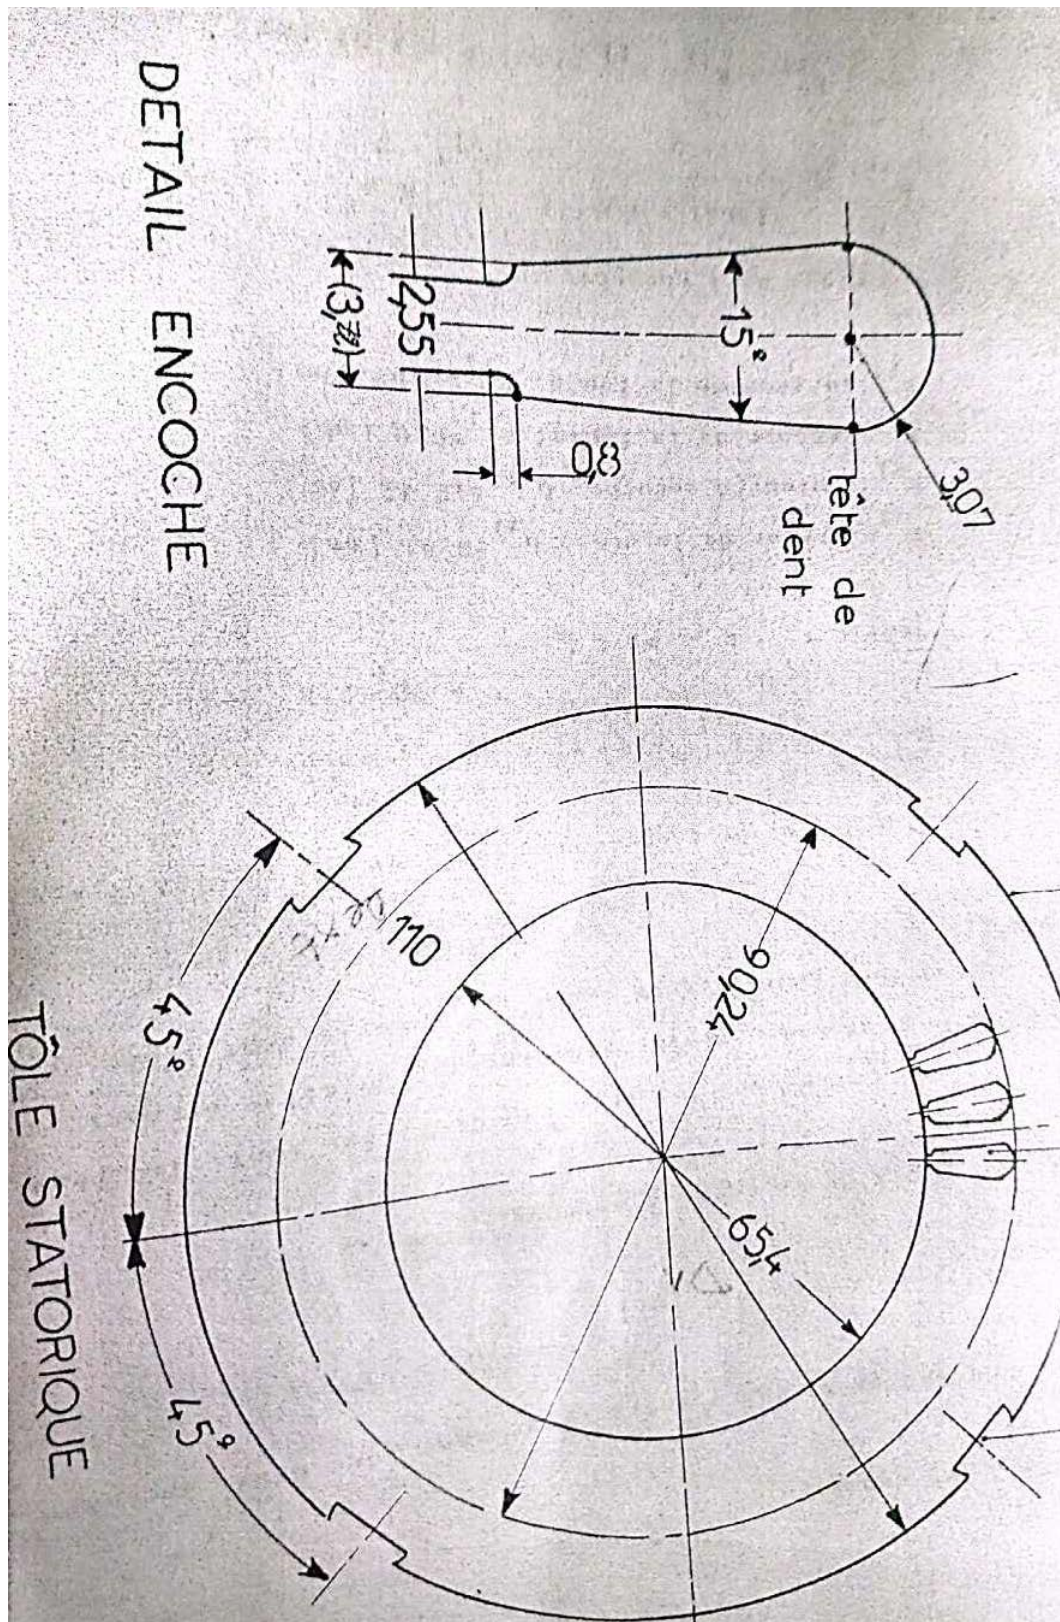 3,07
15°
tête de
dent
0,8
2,55
DETAIL ENCOCHE
110
90,24
65,4
D1
45°
45°
TÔLE STATORIQUE